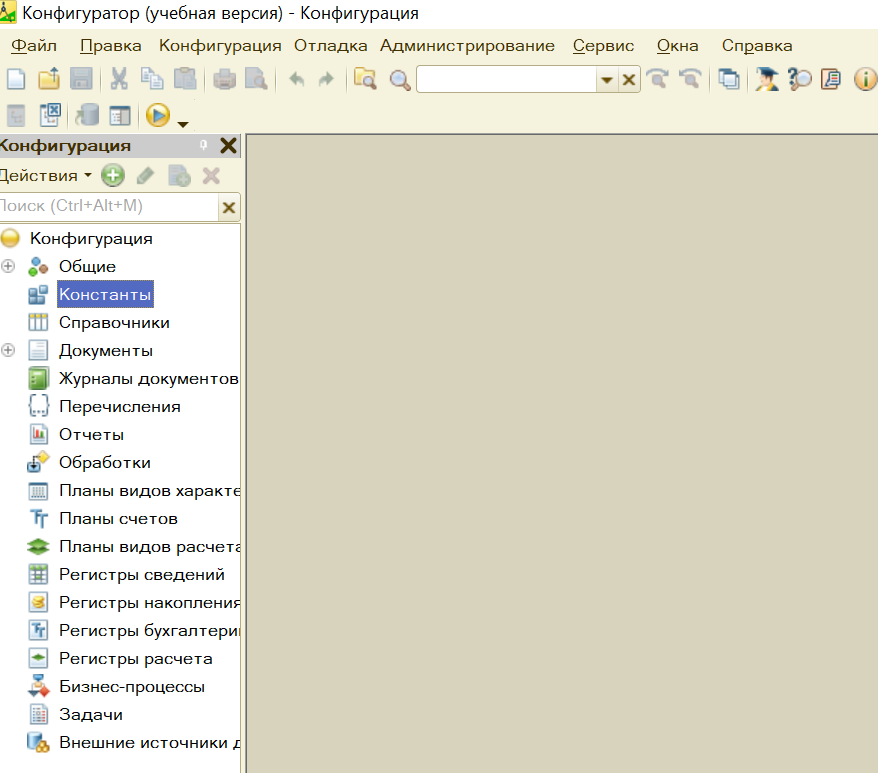 Конфигуратор (учебная версия) - Конфигурация
Файл Правка Конфигурация Отладка Администрирование Сервис Окна Справка
Конфигурация
Действия
Поиск (Ctrl+Alt+M)
Конфигурация
Общие
Константы
Справочники
Документы
Журналы документов
Перечисления
Отчеты
Обработки
Планы видов характе
Планы счетов
Планы видов расчета
Регистры сведений
Регистры накопления
Регистры бухгалтери
Регистры расчета
Бизнес-процессы
Задачи
Внешние источники д